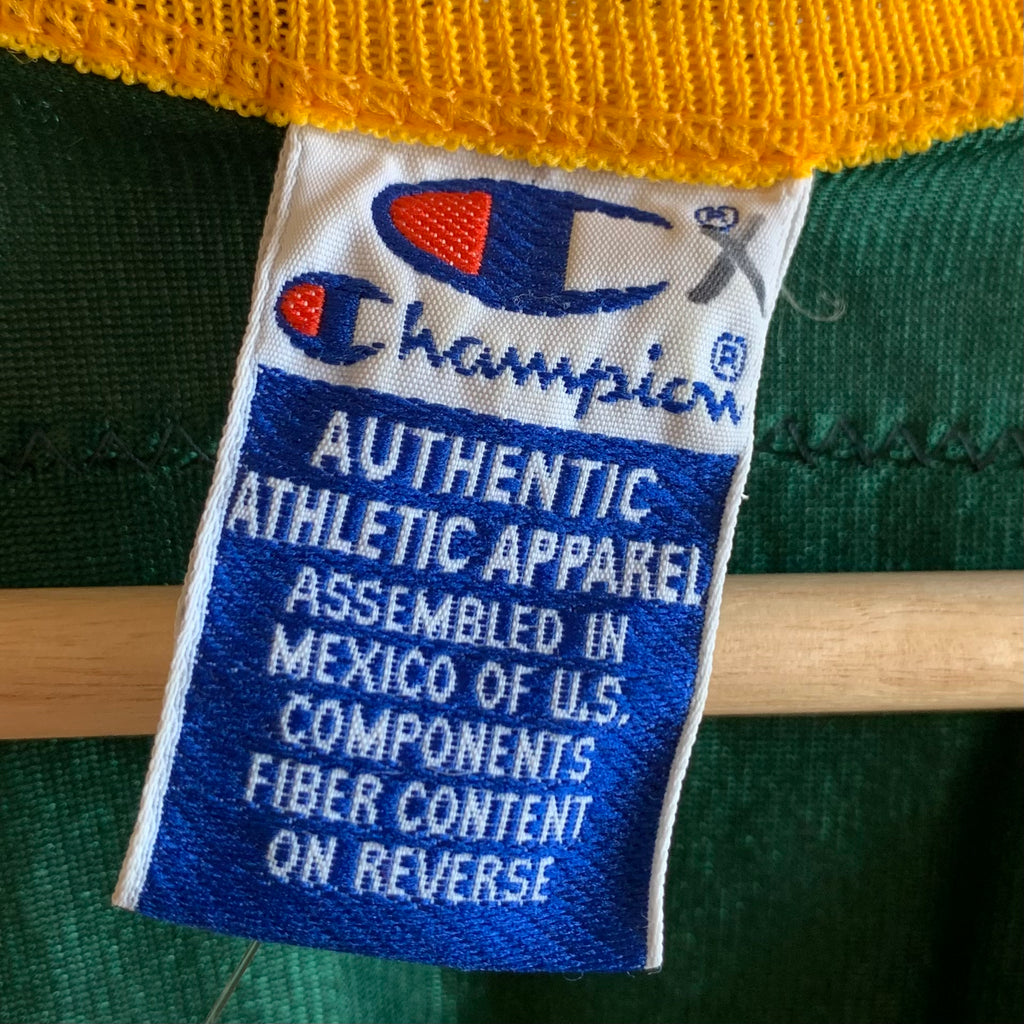 ® X
Champion®
AUTHENTIC
ATHLETIC APPAREL
ASSEMBLED IN
MEXICO OF U.S.
COMPONENTS
FIBER CONTENT
ON REVERSE